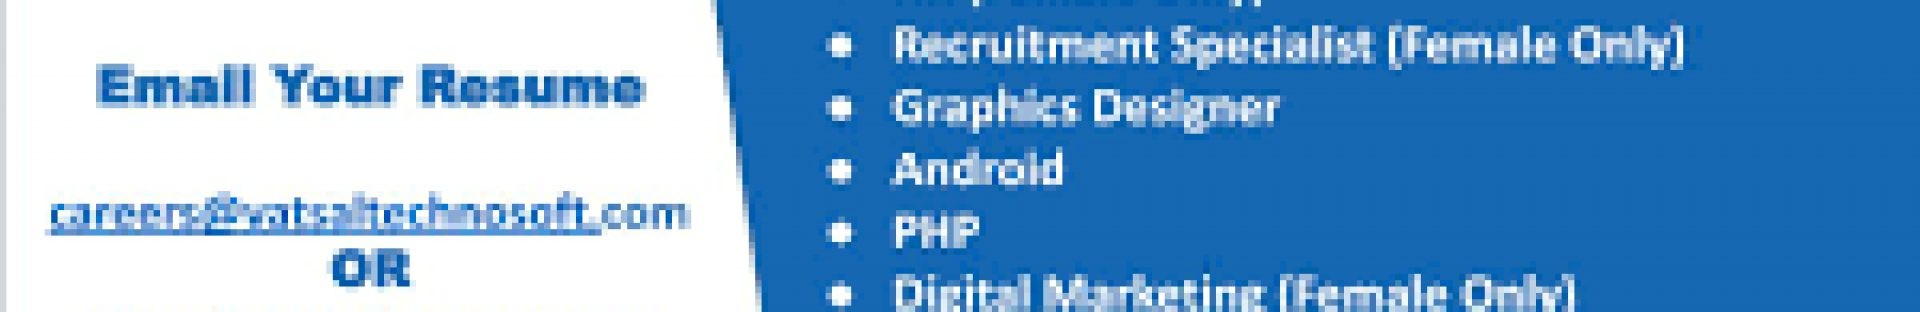 Email Your Resume
careers@vatsaltechnosoft.com
OR
Recruitment Specialist (Female Only)
Graphics Designer
Android
PHP
Digital Marketing (Female Only)